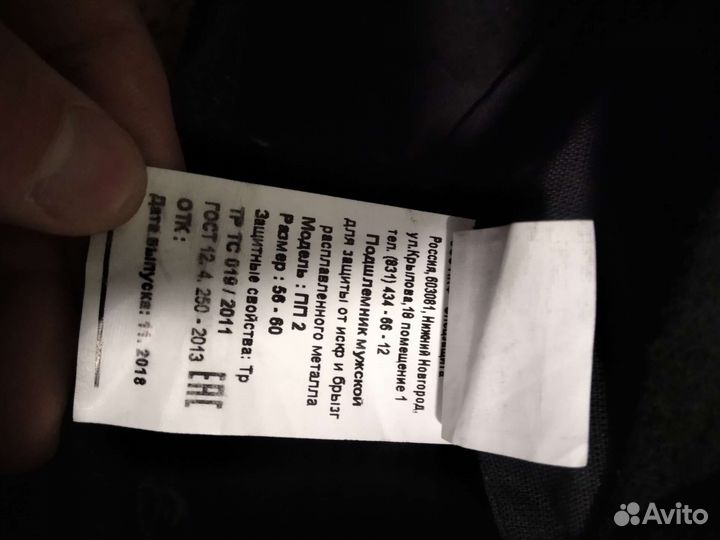 Россия, 603081, Нижний Новгород,
ул.Крылова,18 помещение 1
тел. (831) 434 - 66 - 12
Подшлемник мужской
для защиты от искр и брызг
расплавленного металла
Модель : ПП 2
Размер : 56 - 60
Защитные свойства: Тр
ТР ТС 019 / 2011
ГОСТ 12. 4. 250 - 2013 ЕАС
ОТК :
Дата выпуска: 11. 2018
Avito